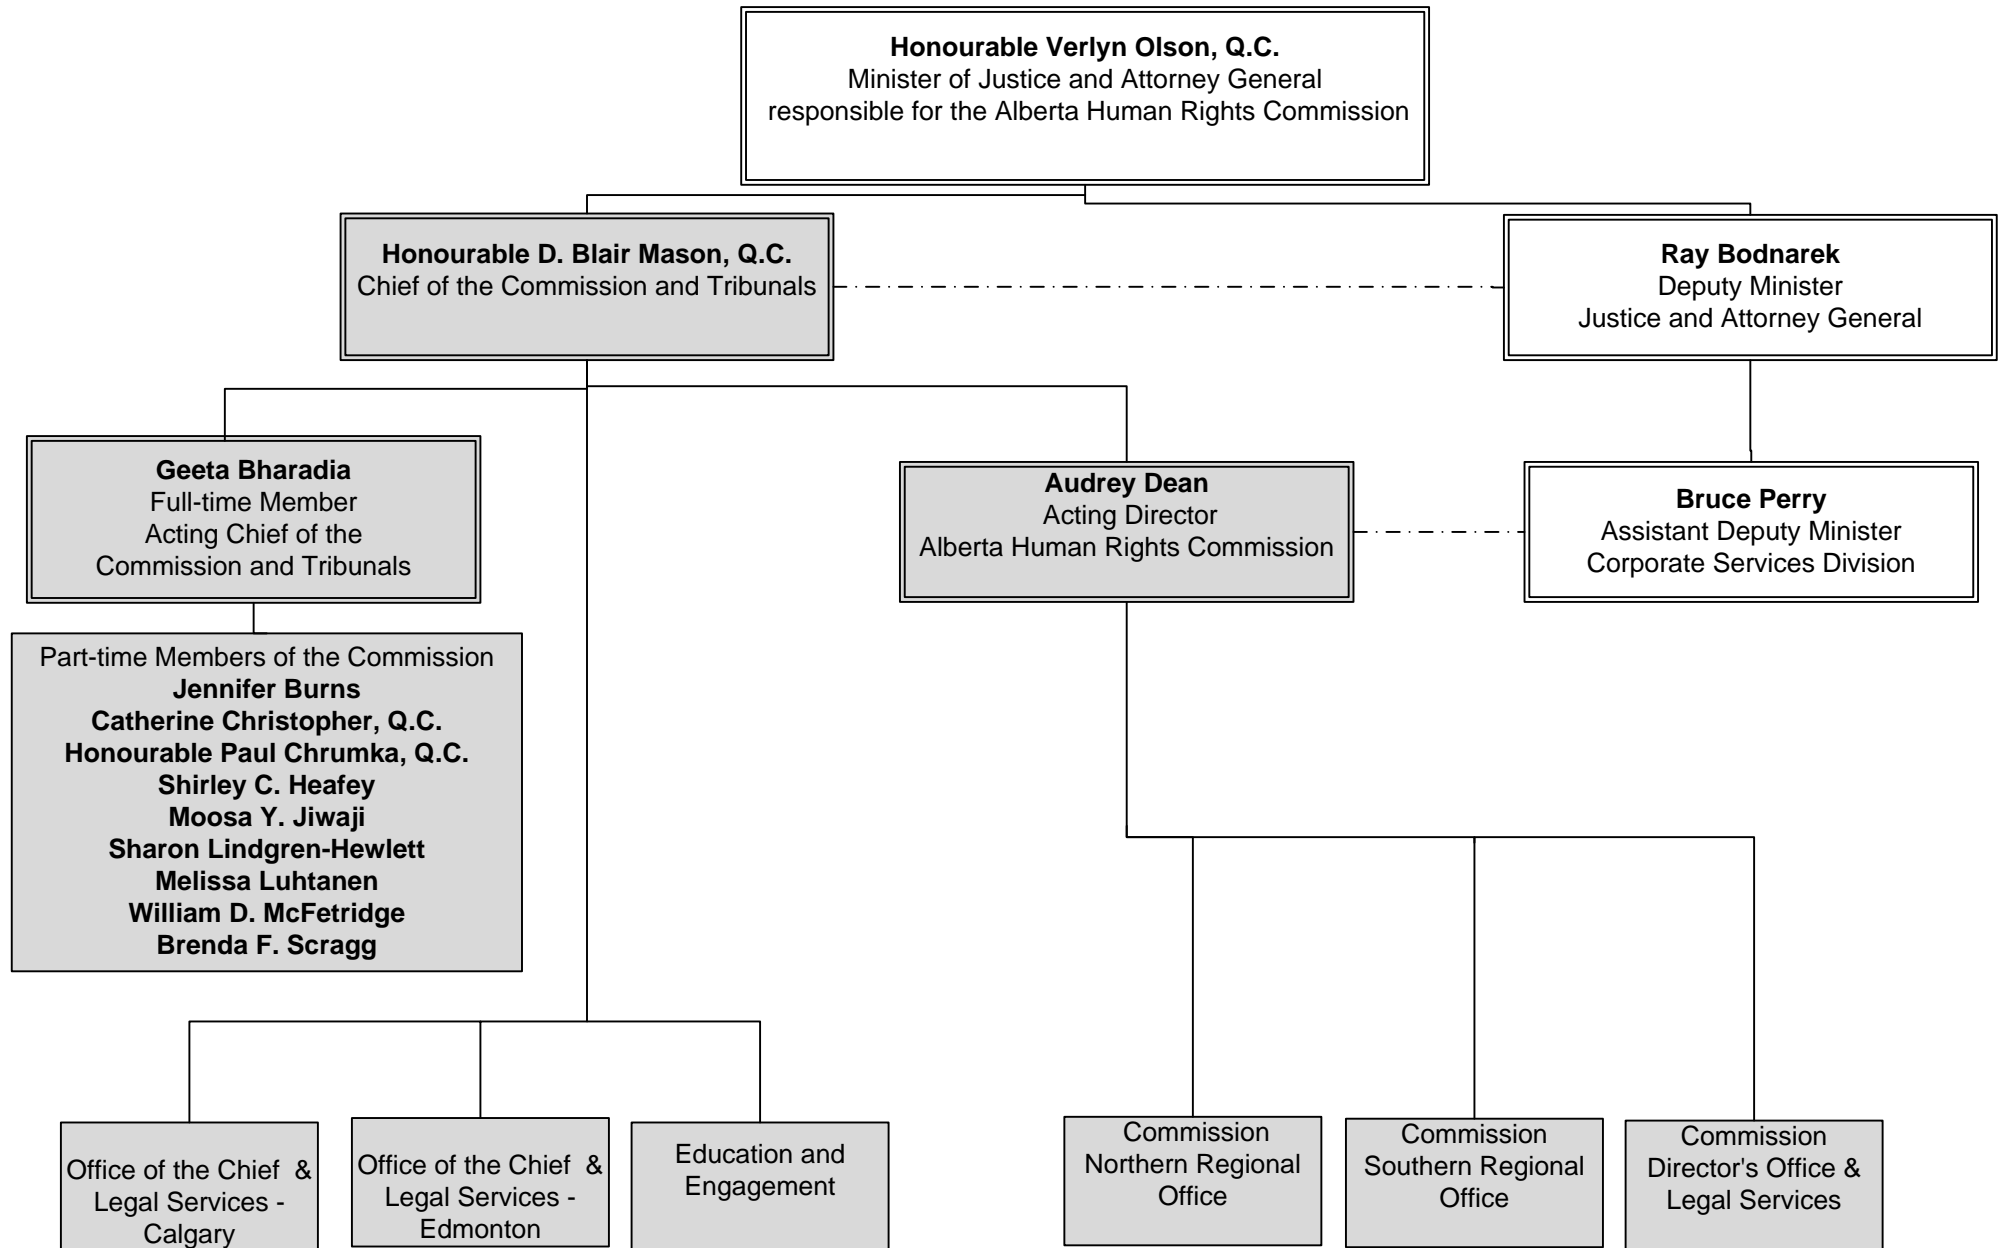 Honourable Verlyn Olson, Q.C.
Minister of Justice and Attorney General
responsible for the Alberta Human Rights Commission
Honourable D. Blair Mason, Q.C.
Chief of the Commission and Tribunals
Ray Bodnarek
Deputy Minister
Justice and Attorney General
Geeta Bharadia
Full-time Member
Acting Chief of the
Commission and Tribunals
Audrey Dean
Acting Director
Alberta Human Rights Commission
Bruce Perry
Assistant Deputy Minister
Corporate Services Division
Part-time Members of the Commission
Jennifer Burns
Catherine Christopher, Q.C.
Honourable Paul Chrumka, Q.C.
Shirley C. Heafey
Moosa Y. Jiwaji
Sharon Lindgren-Hewlett
Melissa Luhtanen
William D. McFetridge
Brenda F. Scragg
Office of the Chief &
Legal Services -
Calgary
Office of the Chief &
Legal Services -
Edmonton
Education and
Engagement
Commission
Northern Regional
Office
Commission
Southern Regional
Office
Commission
Director's Office &
Legal Services